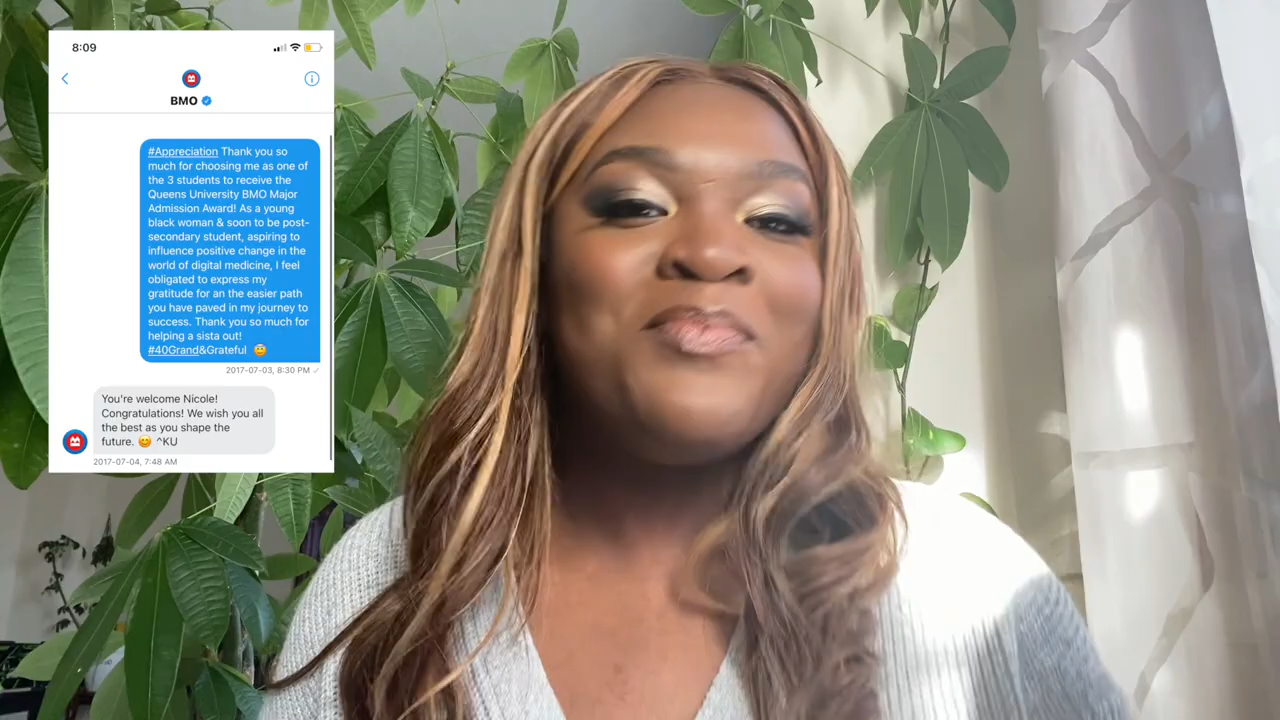 8:09
BMO
#Appreciation Thank you so
much for choosing me as one of
the 3 students to receive the
Queens University BMO Major
Admission Award! As a young
black woman & soon to be post-
secondary student, aspiring to
influence positive change in the
world of digital medicine, I feel
obligated to express my
gratitude for an the easier path
you have paved in my journey to
success. Thank you so much for
helping a sista out!
#40Grand&Grateful 😇
2017-07-03, 8:30 PM ✓
You're welcome Nicole!
Congratulations! We wish you all
the best as you shape the
future. 😊 ^KU
2017-07-04, 7:48 AM